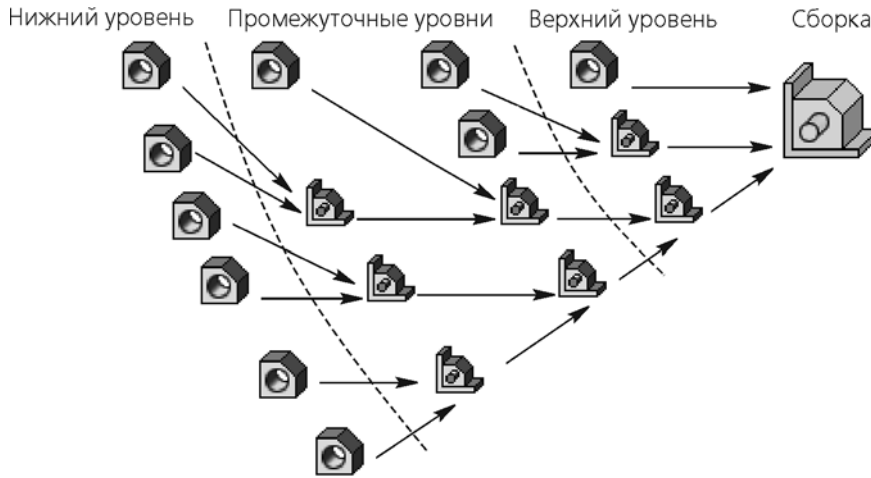 Нижний уровень
Промежуточные уровни
Верхний уровень
Сборка